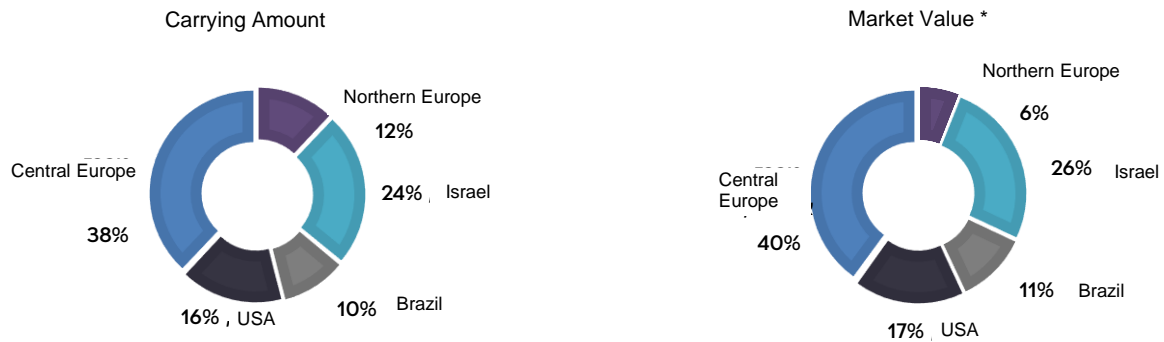 Carrying Amount
Northern Europe
12%
Central Europe
24% , Israel
38%
10% Brazil
16% , USA
Market Value *
Northern Europe
6%
26% Israel
Central
Europe
40%
11% Brazil
17% , USA